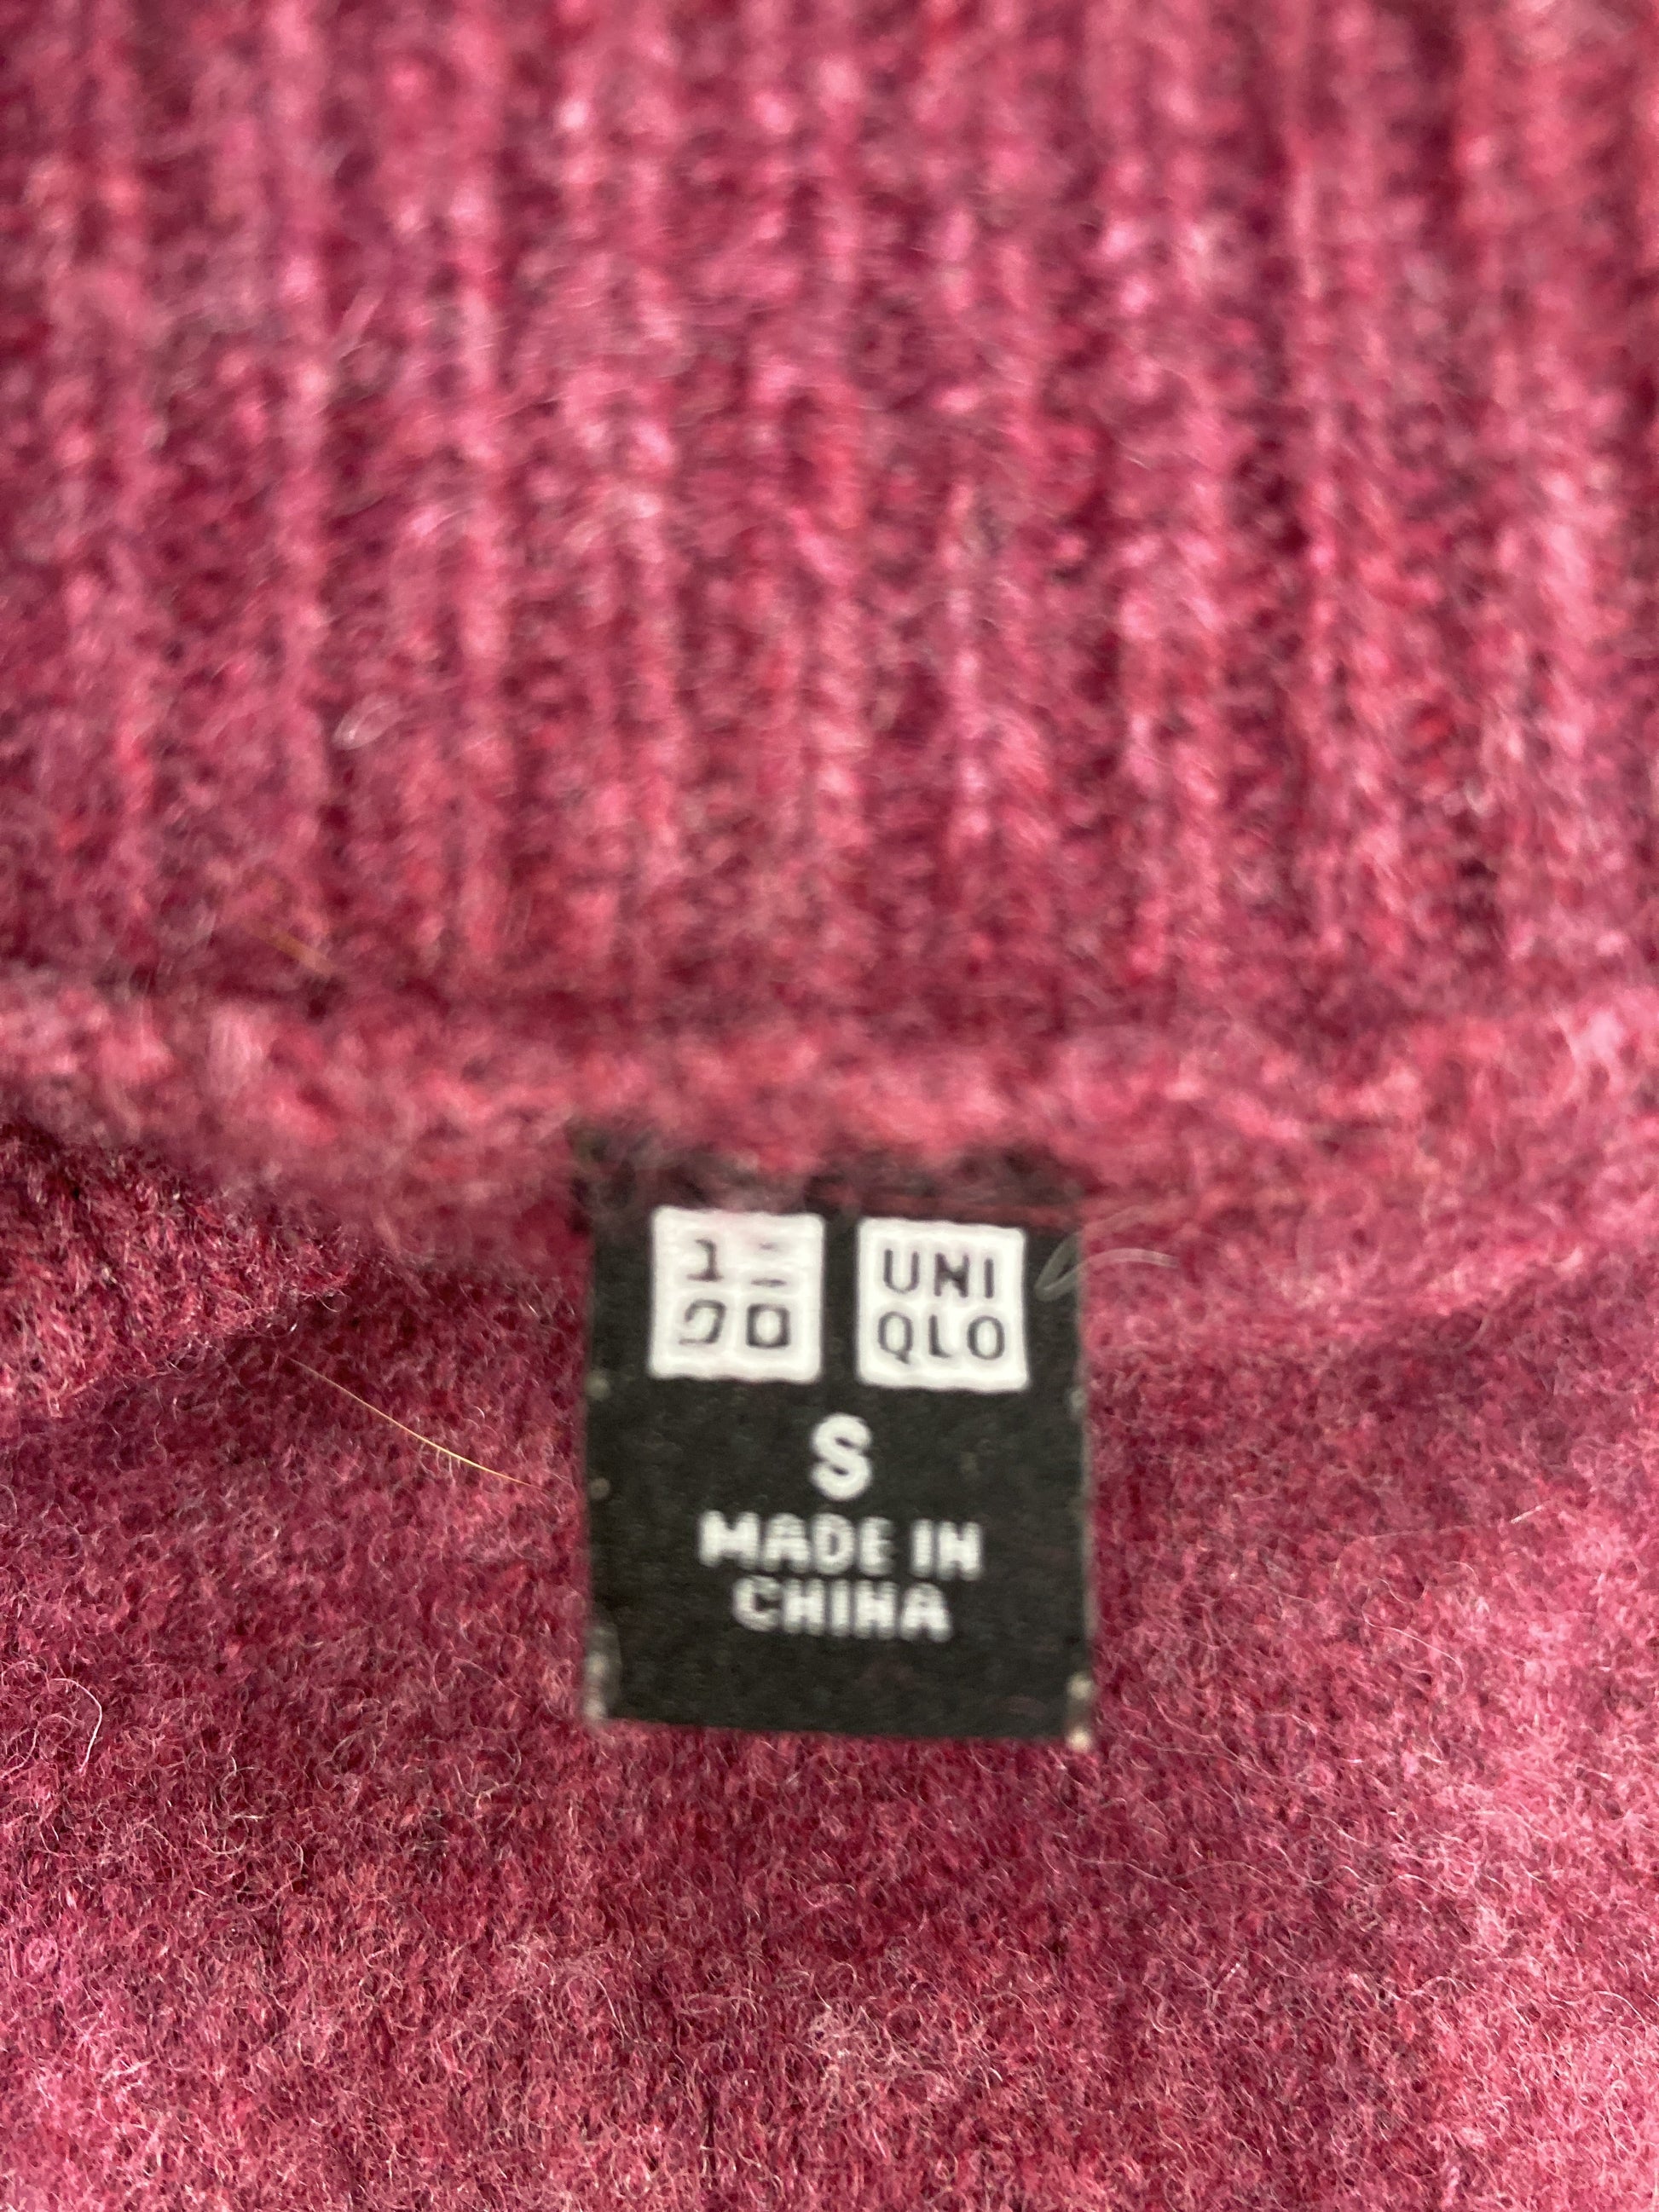 ユニ UNI
クロ QLO
S
MADE IN
CHINA